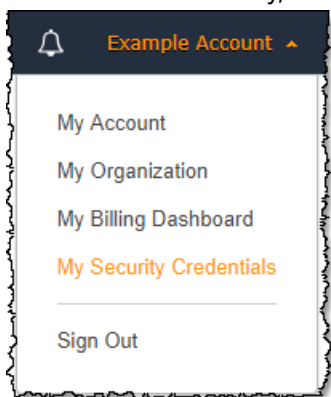 Example Account
My Account
My Organization
My Billing Dashboard
My Security Credentials
Sign Out